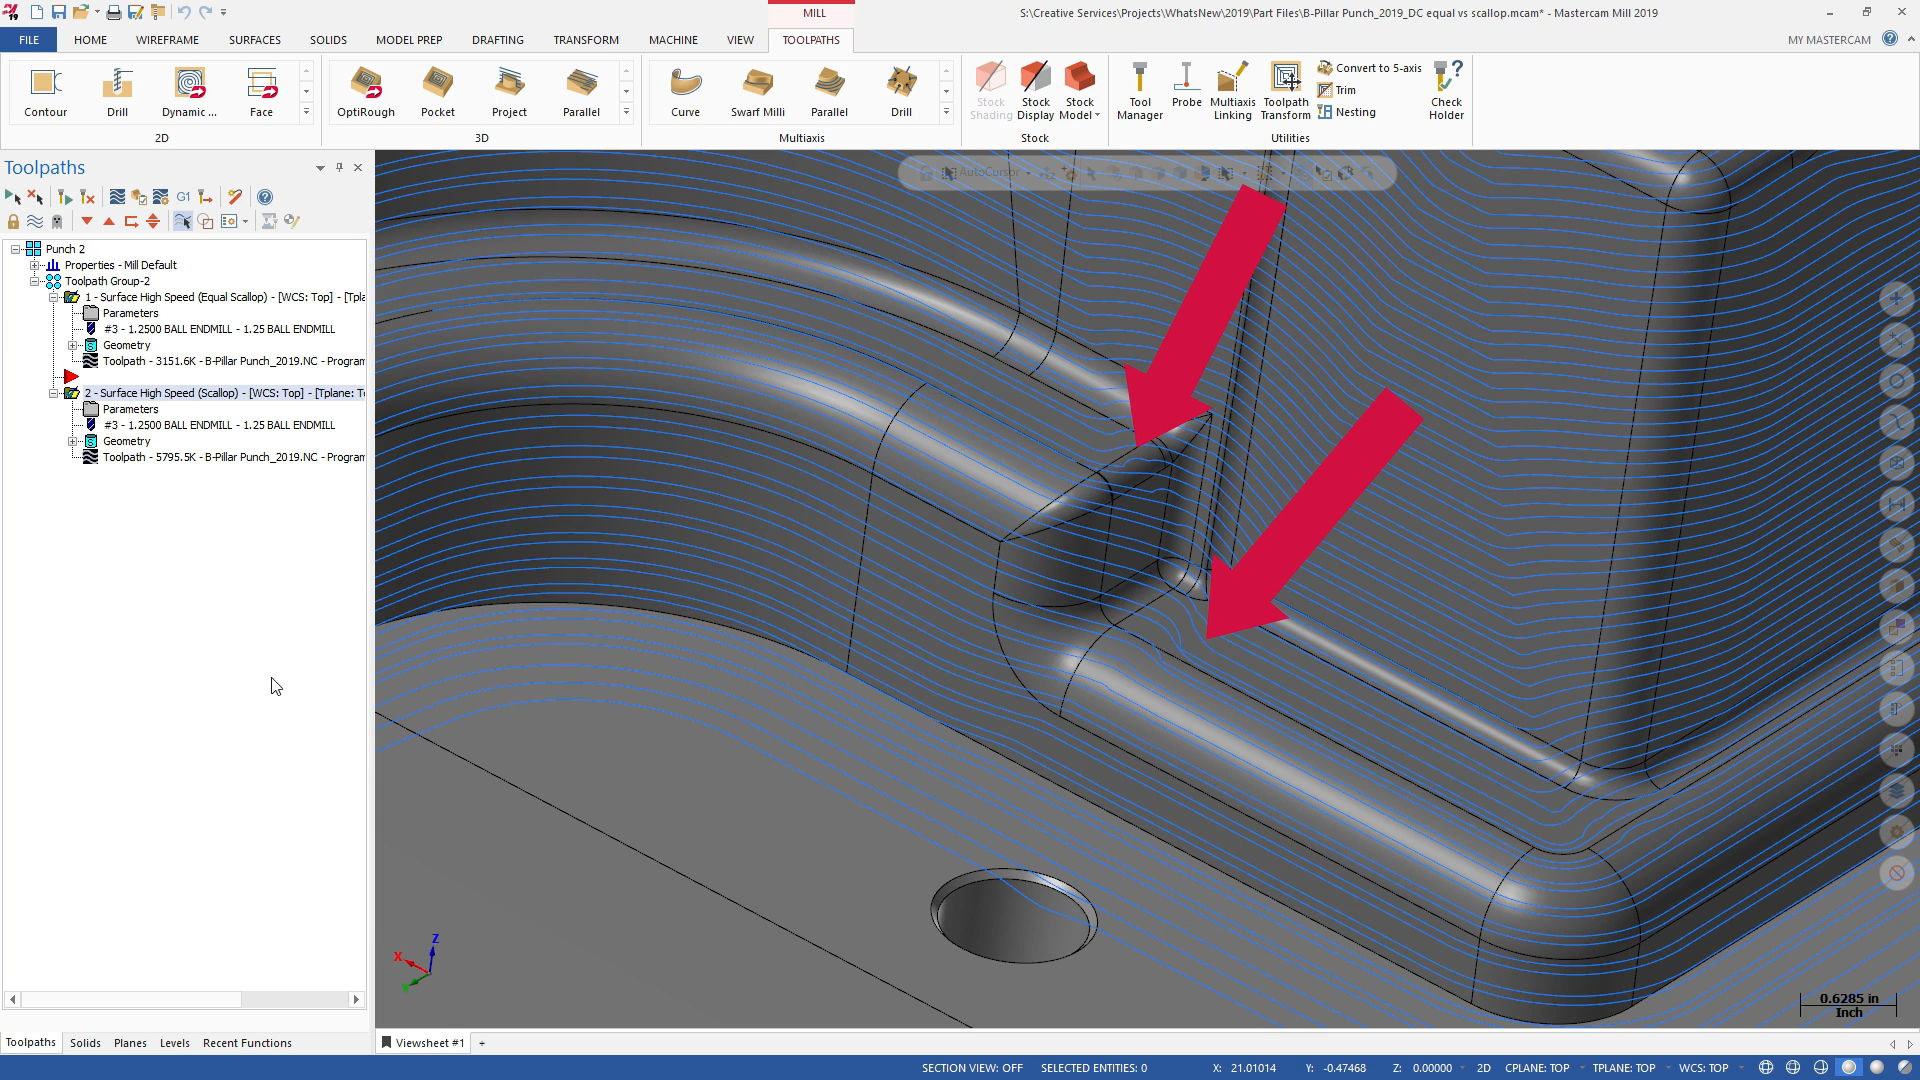 MILL
S:\Creative Services\Projects\WhatsNew\2019\Part Files\B-Pillar Punch_2019_DC equal vs scallop.mcam* - Mastercam Mill 2019
FILE HOME WIREFRAME SURFACES SOLIDS MODEL PREP DRAFTING TRANSFORM MACHINE VIEW TOOLPATHS MY MASTERCAM
Contour Drill Dynamic ... Face
2D
OptiRough Pocket Project Parallel
3D
Curve Swarf Milli Parallel Drill
Multiaxis
Stock Shading Stock Display Stock Model
Stock
Tool Manager Probe Multiaxis Linking Toolpath Transform
Convert to 5-axis
Trim
Nesting
Check Holder
Utilities
Toolpaths
AutoCursor
G1
Punch 2
Properties - Mill Default
Toolpath Group-2
1 - Surface High Speed (Equal Scallop) - [WCS: Top] - [Tpla
Parameters
#3 - 1.2500 BALL ENDMILL - 1.25 BALL ENDMILL
Geometry
Toolpath - 3151.6K - B-Pillar Punch_2019.NC - Program
2 - Surface High Speed (Scallop) - [WCS: Top] - [Tplane: T
Parameters
#3 - 1.2500 BALL ENDMILL - 1.25 BALL ENDMILL
Geometry
Toolpath - 5795.5K - B-Pillar Punch_2019.NC - Program
Z
X
Y
0.6285 in
Inch
Toolpaths Solids Planes Levels Recent Functions
Viewsheet #1 +
SECTION VIEW: OFF SELECTED ENTITIES: 0 X: 21.01014 Y: -0.47468 Z: 0.00000 2D CPLANE: TOP TPLANE: TOP WCS: TOP